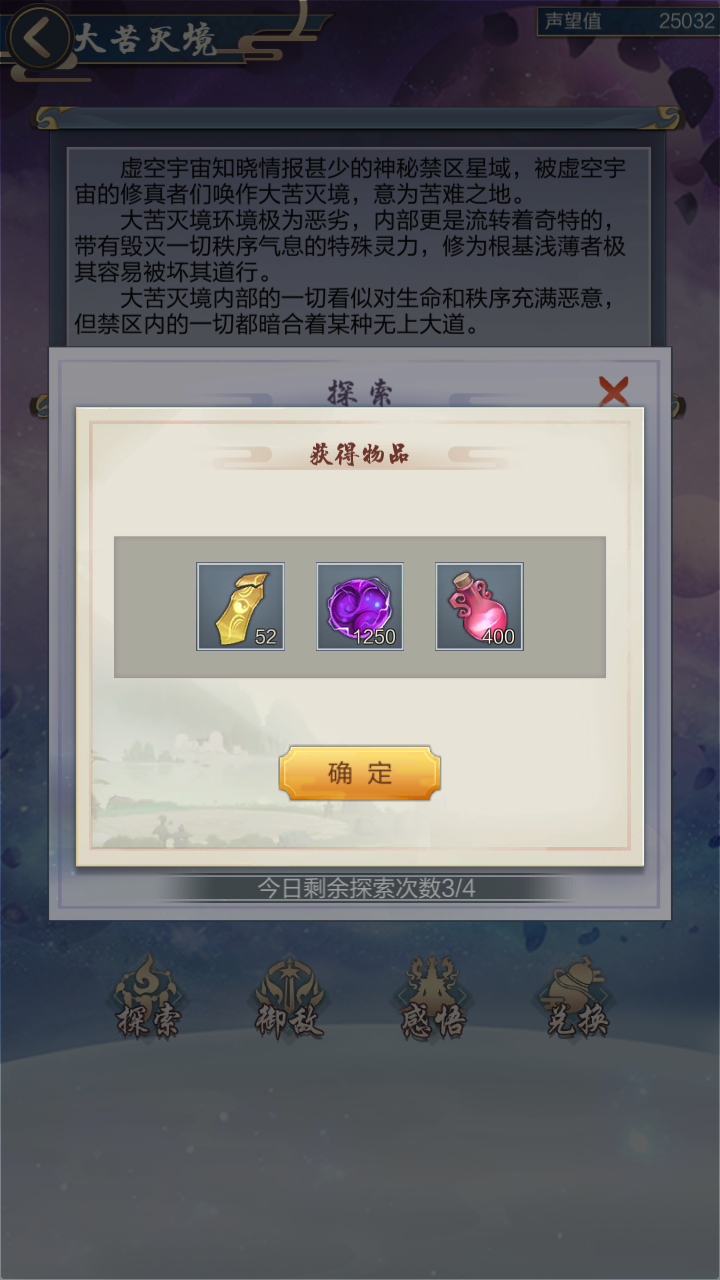 大苦灭境
声望值 25032
虚空宇宙知晓情报甚少的神秘禁区星域，被虚空宇
宙的修真者们唤作大苦灭境，意为苦难之地。
大苦灭境环境极为恶劣，内部更是流转着奇特的，
带有毁灭一切秩序气息的特殊灵力，修为根基浅薄者极
其容易被坏其道行。
大苦灭境内部的一切看似对生命和秩序充满恶意，
但禁区内的一切都暗合着某种无上大道。
探索
获得物品
52
1250
400
确定
今日剩余探索次数3/4
探索
御敌
感悟
兑换